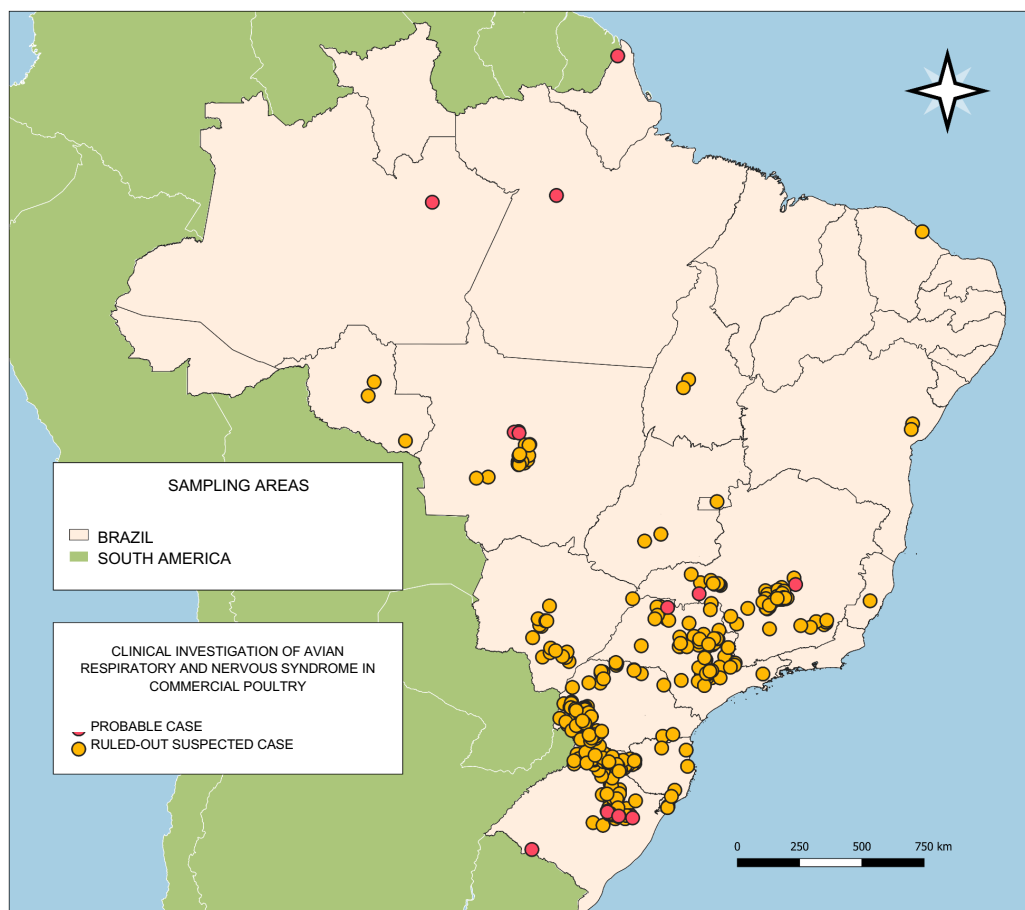 SAMPLING AREAS
BRAZIL
SOUTH AMERICA
CLINICAL INVESTIGATION OF AVIAN
RESPIRATORY AND NERVOUS SYNDROME IN
COMMERCIAL POULTRY
PROBABLE CASE
RULED-OUT SUSPECTED CASE
0 250 500 750 km